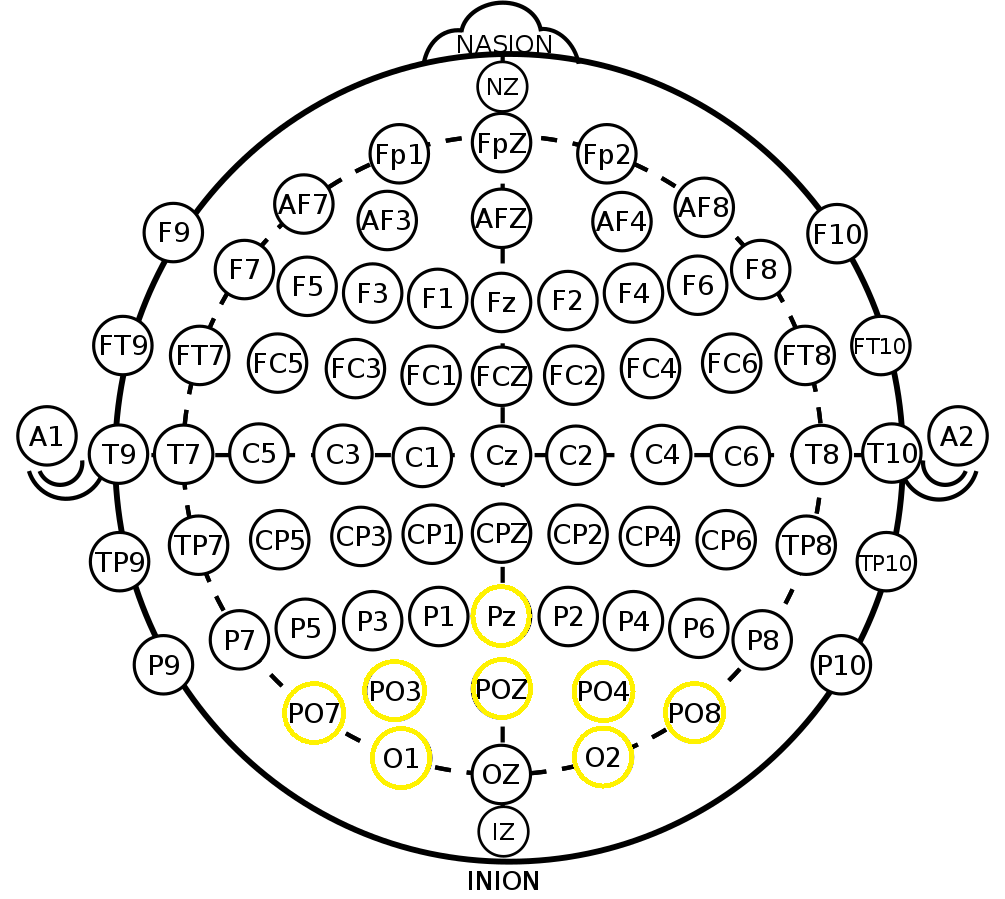 NASION
NZ
Fp1 FpZ Fp2
AF7 AF3 AFZ AF4 AF8
F9 F10
F7 F5 F3 F1 Fz F2 F4 F6 F8
FT9 FT7 FC5 FC3 FC1 FCZ FC2 FC4 FC6 FT8 FT10
A1 T9 T7 C5 C3 C1 Cz C2 C4 C6 T8 T10 A2
TP9 TP7 CP5 CP3 CP1 CPZ CP2 CP4 CP6 TP8 TP10
P9 P7 P5 P3 P1 Pz P2 P4 P6 P8 P10
PO7 PO3 POZ PO4 PO8
O1 OZ O2
IZ
INION